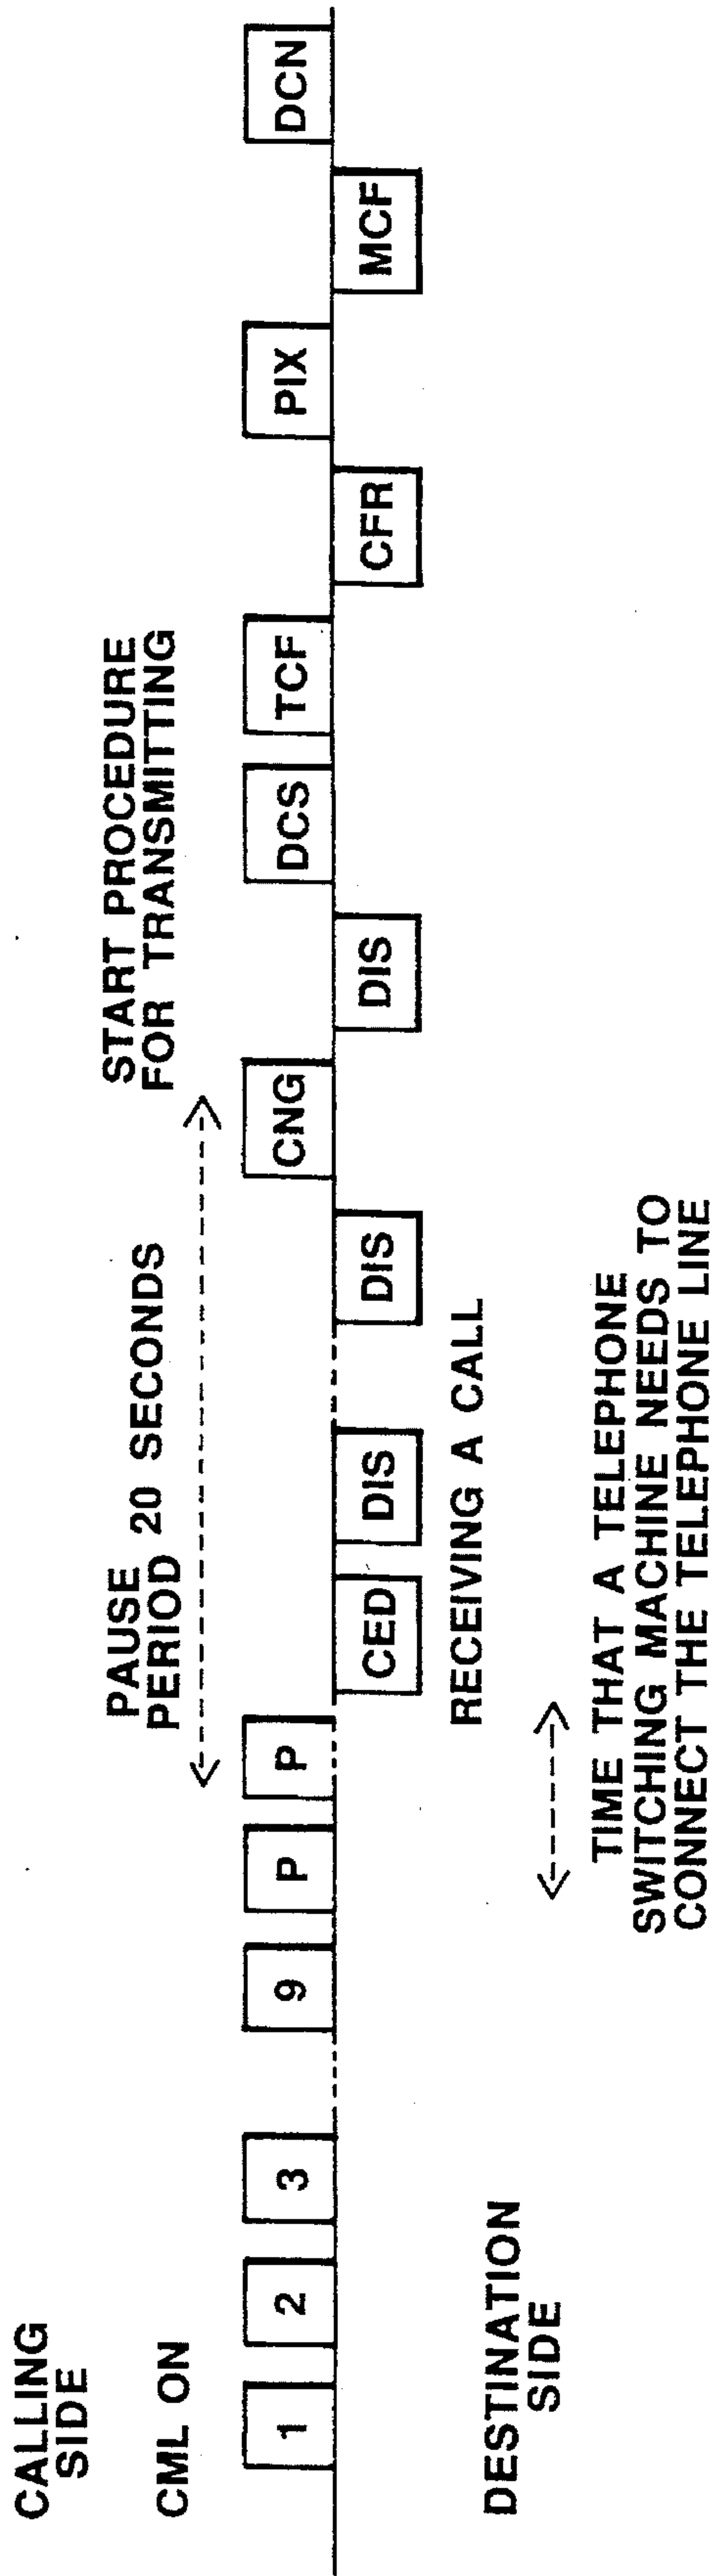 CALLING
SIDE
CML ON
PAUSE
PERIOD 20 SECONDS
START PROCEDURE
FOR TRANSMITTING
1
2
3
9
P
P
CED
DIS
DIS
CNG
DIS
DCS
TCF
CFR
PIX
MCF
DCN
RECEIVING A CALL
DESTINATION
SIDE
TIME THAT A TELEPHONE
SWITCHING MACHINE NEEDS TO
CONNECT THE TELEPHONE LINE